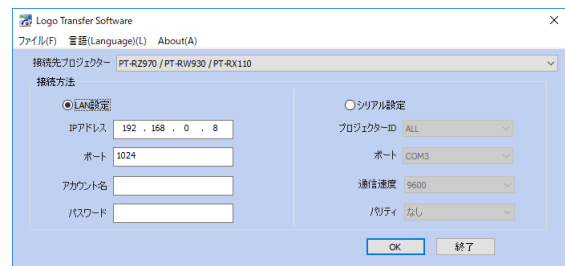 Logo Transfer Software
ファイル(F) 言語(Language)(L) About(A)
接続先プロジェクター PT-RZ970 / PT-RW930 / PT-RX110
接続方法
LAN設定 シリアル設定
IPアドレス 192 . 168 . 0 . 8 プロジェクターID ALL
ポート 1024 ポート COM3
アカウント名 通信速度 9600
パスワード パリティ なし
OK 終了